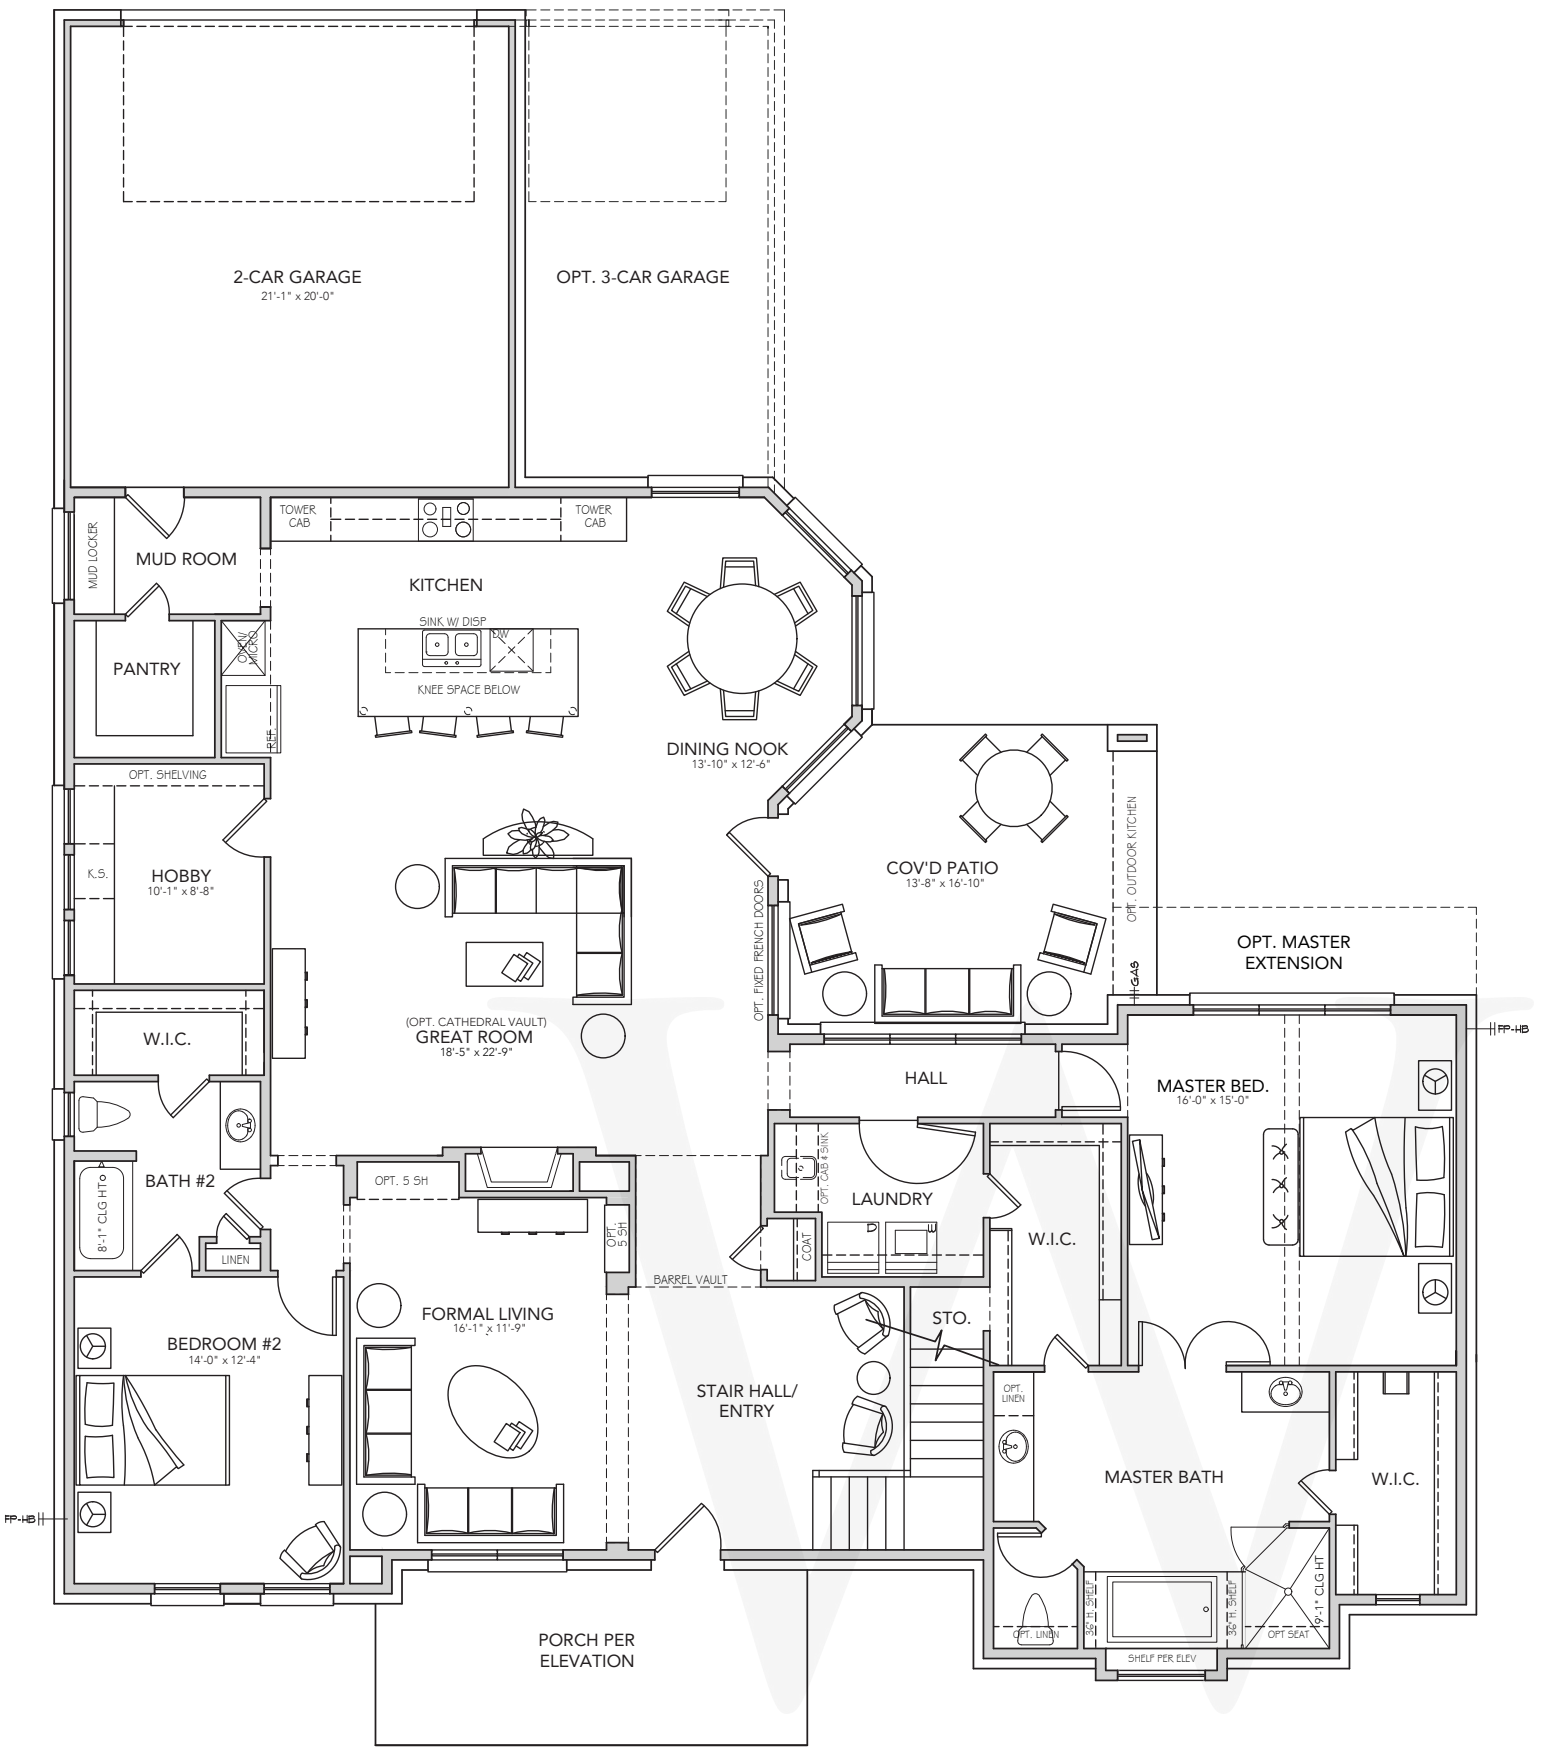 2-CAR GARAGE
21'-1" x 20'-0"
OPT. 3-CAR GARAGE
MUD LOCKER
MUD ROOM
TOWER
CAB
TOWER
CAB
KITCHEN
SINK W/ DISP
DW
KNEE SPACE BELOW
OVEN/
MICRO
REF.
PANTRY
DINING NOOK
13'-10" x 12'-6"
OPT. SHELVING
K.S.
HOBBY
10'-1" x 8'-8"
COV'D PATIO
13'-8" x 16'-10"
OPT. OUTDOOR KITCHEN
GAS
OPT. FIXED FRENCH DOORS
OPT. MASTER
EXTENSION
FP-HB
W.I.C.
(OPT. CATHEDRAL VAULT)
GREAT ROOM
18'-5" x 22'-9"
HALL
MASTER BED.
16'-0" x 15'-0"
BATH #2
8'-1" CLG HT
LINEN
OPT. 5 SH
OPT.
5 SH
OPT. CAB & SINK
LAUNDRY
D
W
COAT
W.I.C.
BARREL VAULT
FORMAL LIVING
16'-1" x 11'-9"
STO.
BEDROOM #2
14'-0" x 12'-4"
STAIR HALL/
ENTRY
OPT.
LINEN
MASTER BATH
W.I.C.
FP-HB
36" H. SHELF
36" H. SHELF
9'-1" CLG HT
OPT. LINEN
OPT SEAT
SHELF PER ELEV
PORCH PER
ELEVATION
W